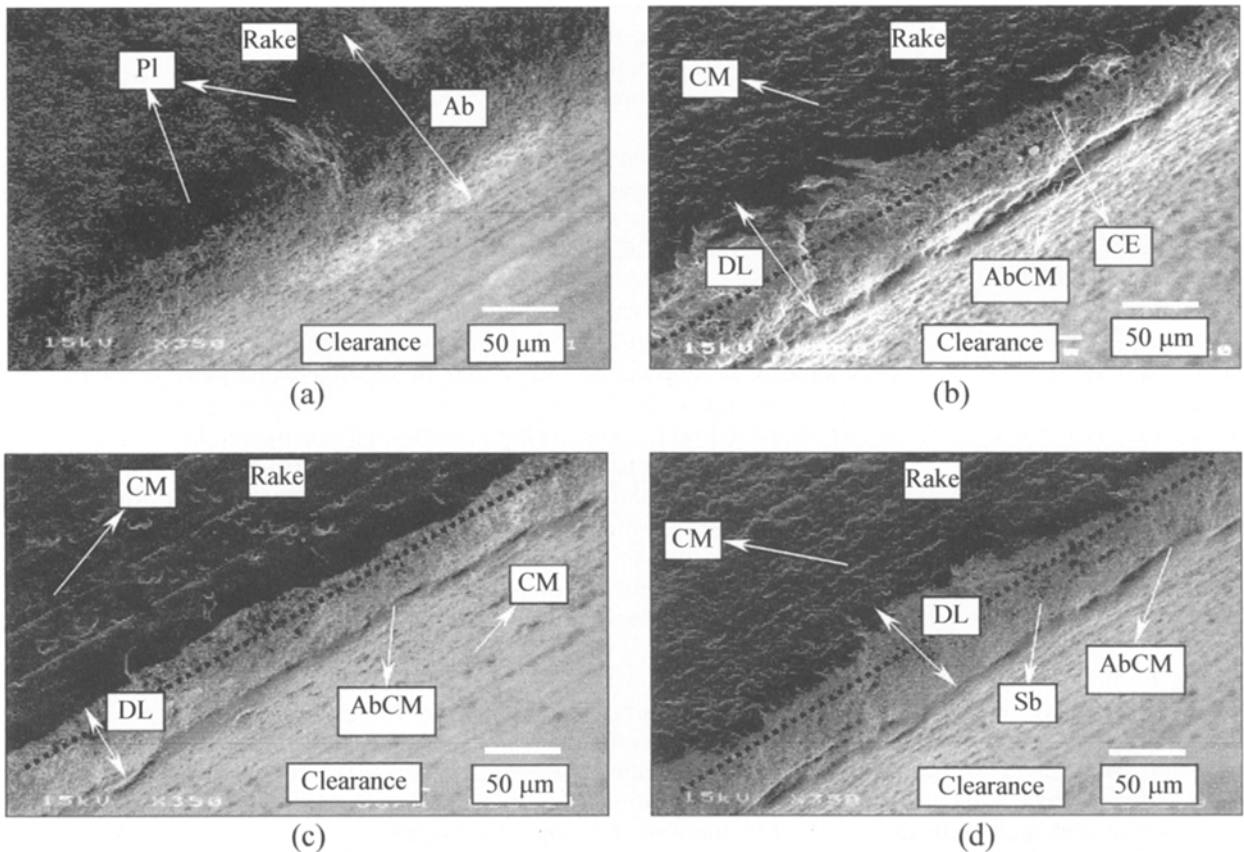 Rake
Pl
Ab
Clearance
50 μm
15kV X350
(a)
Rake
CM
DL
CE
AbCM
Clearance
50 μm
15kV
(b)
Rake
CM
CM
DL
AbCM
Clearance
50 μm
15kV X350
(c)
Rake
CM
DL
AbCM
Sb
Clearance
50 μm
15kV X350
(d)